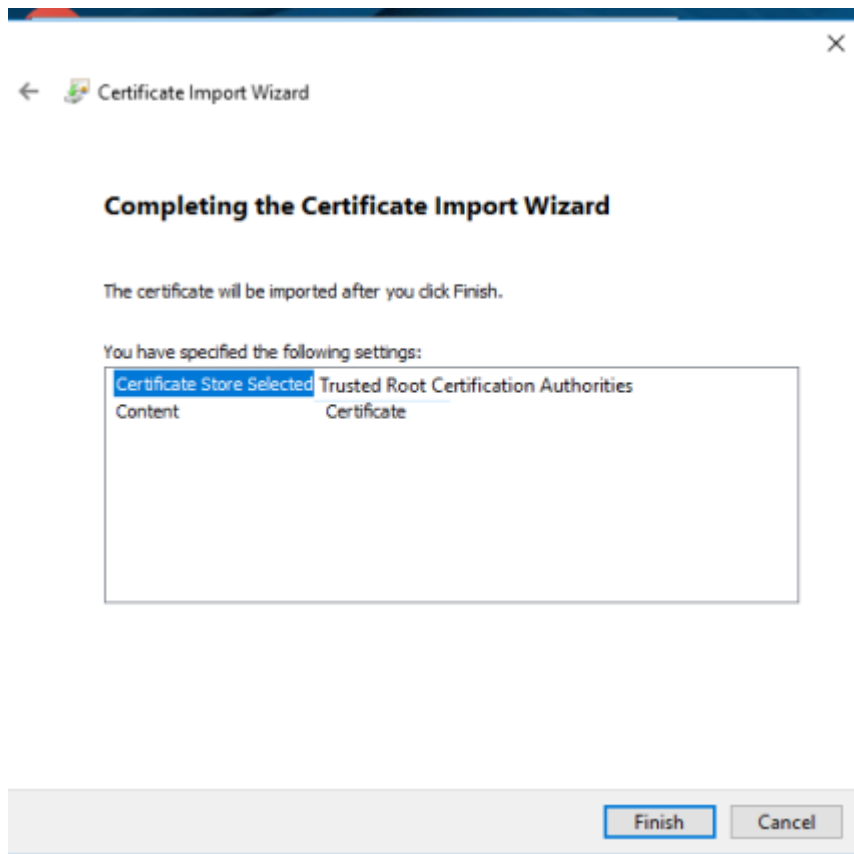 Certificate Import Wizard
Completing the Certificate Import Wizard
The certificate will be imported after you click Finish.
You have specified the following settings:
Certificate Store Selected Trusted Root Certification Authorities
Content Certificate
Finish Cancel